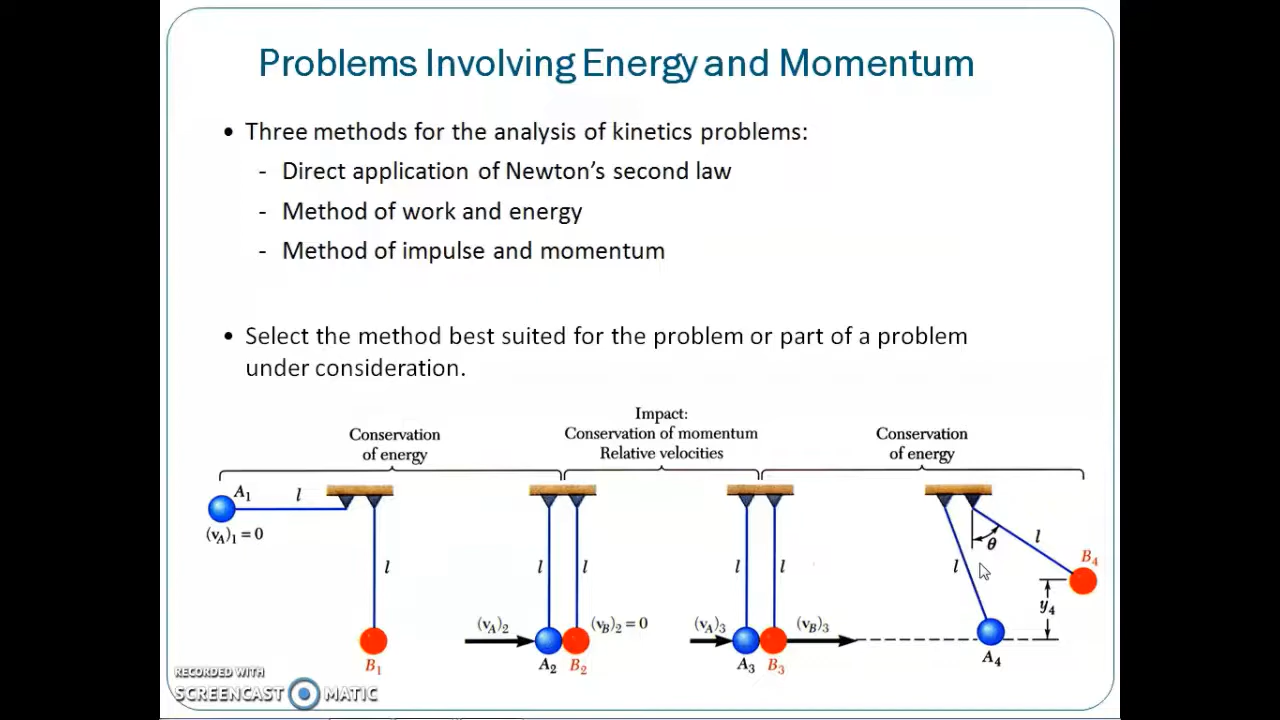 Problems Involving Energy and Momentum
• Three methods for the analysis of kinetics problems:
- Direct application of Newton's second law
- Method of work and energy
- Method of impulse and momentum
• Select the method best suited for the problem or part of a problem
under consideration.
Conservation
of energy
Impact:
Conservation of momentum
Relative velocities
Conservation
of energy
A₁
l
(v_A)₁ = 0
l
B₁
l
l
(v_A)₂
(v_B)₂ = 0
A₂
B₂
l
l
(v_A)₃
(v_B)₃
A₃
B₃
θ
l
l
B₄
y₄
A₄
RECORDED WITH
SCREENCAST MATIC